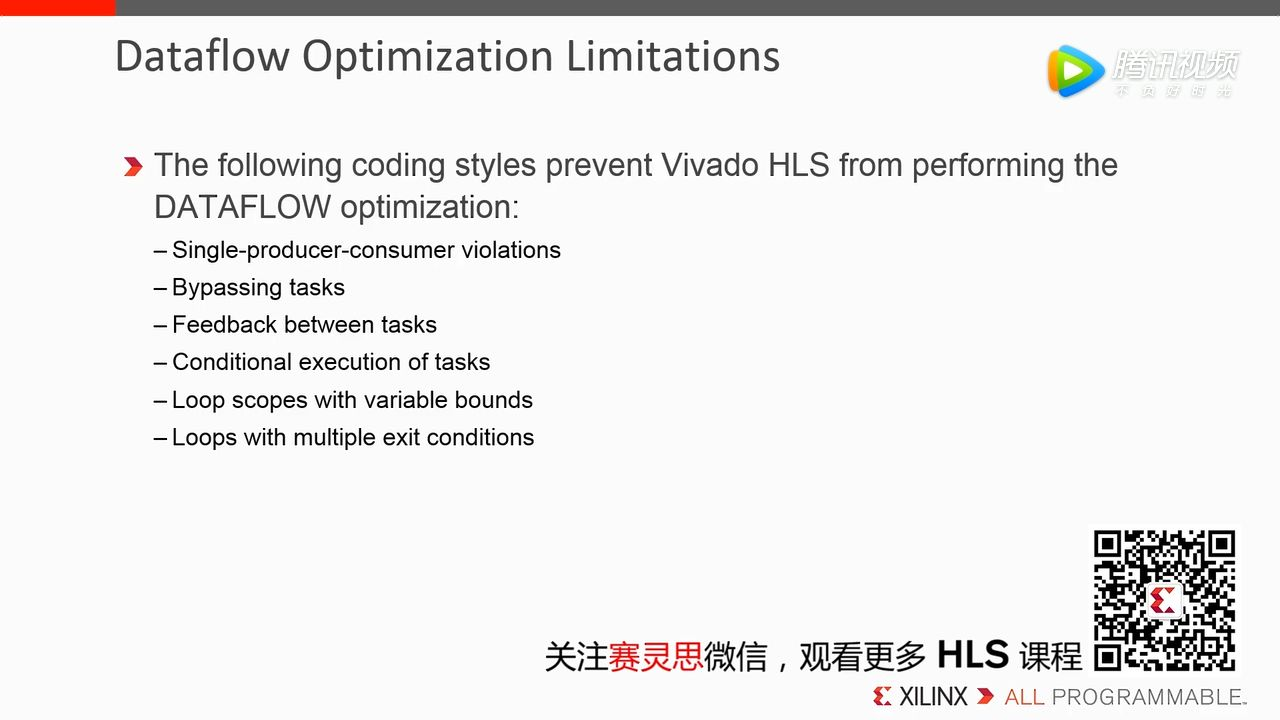 Dataflow Optimization Limitations
腾讯视频
不负好时光
The following coding styles prevent Vivado HLS from performing the
DATAFLOW optimization:
– Single-producer-consumer violations
– Bypassing tasks
– Feedback between tasks
– Conditional execution of tasks
– Loop scopes with variable bounds
– Loops with multiple exit conditions
关注赛灵思微信，观看更多 HLS 课程
XILINX ALL PROGRAMMABLE™